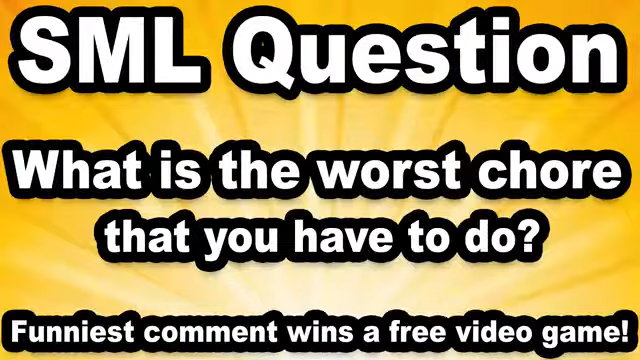 SML Question
What is the worst chore
that you have to do?
Funniest comment wins a free video game!